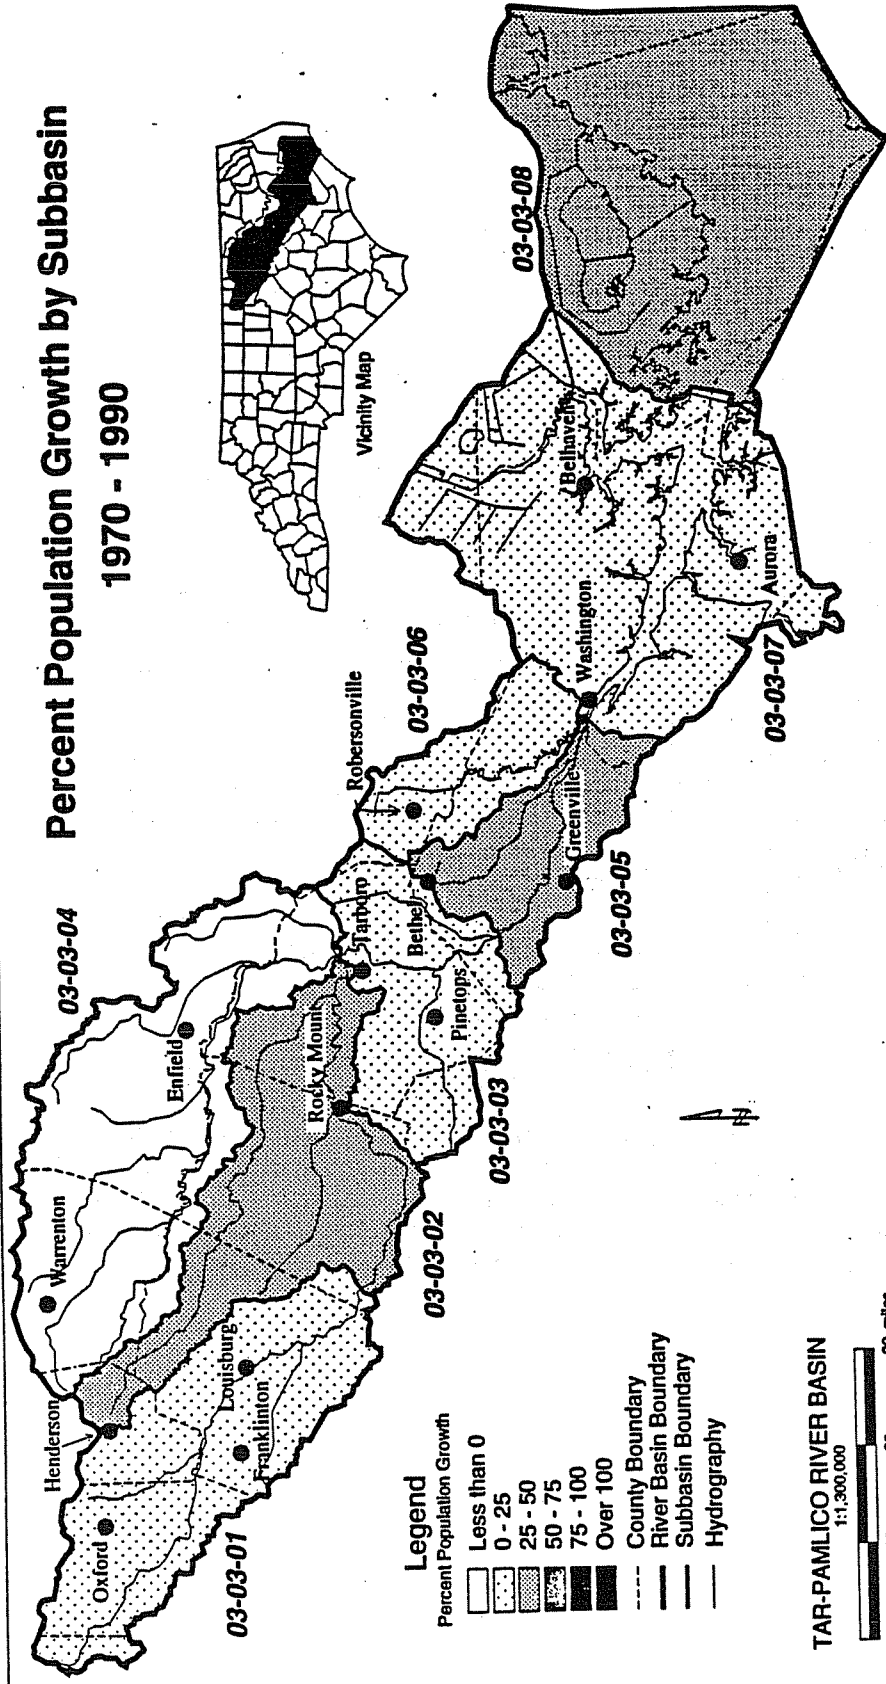 Percent Population Growth by Subbasin
1970 - 1990
Vicinity Map
03-03-04
Warrenton
Henderson
Enfield
Oxford
Louisburg
Franklinton
Rocky Mount
Tarboro
Robersonville
03-03-06
Bethel
Pinetops
03-03-01
03-03-02
03-03-03
Greenville
03-03-05
Washington
Belhaven
03-03-08
Aurora
03-03-07
Legend
Percent Population Growth
Less than 0
0 - 25
25 - 50
50 - 75
75 - 100
Over 100
County Boundary
River Basin Boundary
Subbasin Boundary
Hydrography
N
TAR-PAMLICO RIVER BASIN
1:1,300,000